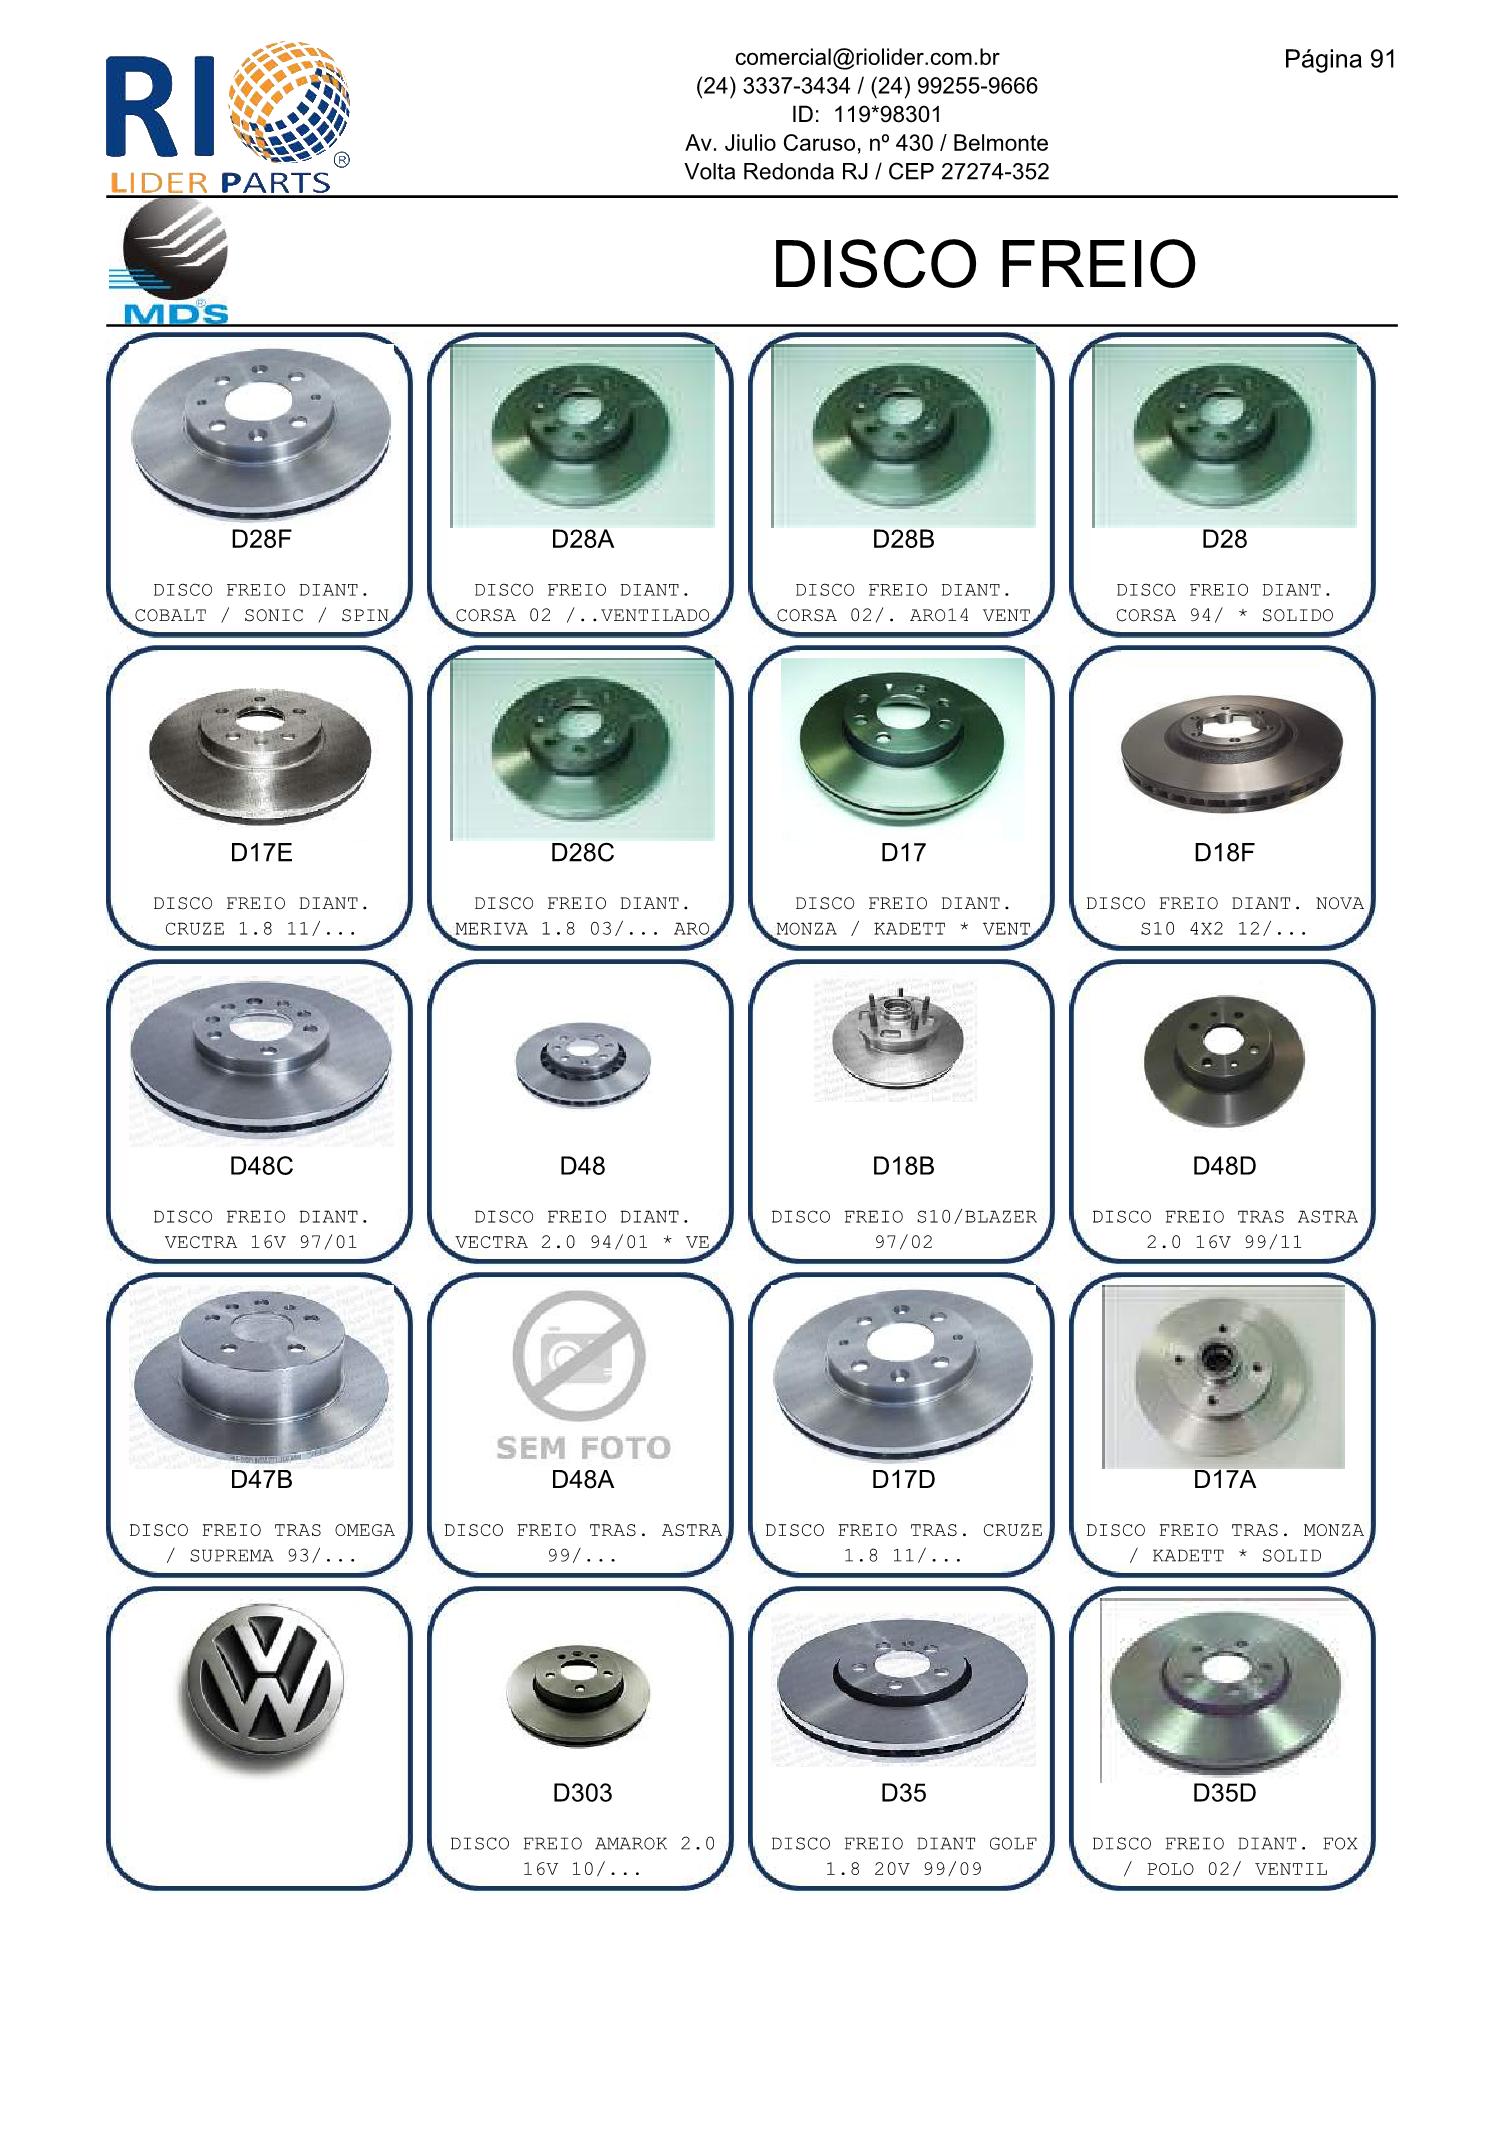 RIO
LIDER PARTS
®
comercial@riolider.com.br
(24) 3337-3434 / (24) 99255-9666
ID: 119*98301
Av. Jiulio Caruso, nº 430 / Belmonte
Volta Redonda RJ / CEP 27274-352
Página 91
MDS
®
DISCO FREIO
D28F
DISCO FREIO DIANT.
COBALT / SONIC / SPIN
D28A
DISCO FREIO DIANT.
CORSA 02 /..VENTILADO
D28B
DISCO FREIO DIANT.
CORSA 02/. ARO14 VENT
D28
DISCO FREIO DIANT.
CORSA 94/ * SOLIDO
D17E
DISCO FREIO DIANT.
CRUZE 1.8 11/...
D28C
DISCO FREIO DIANT.
MERIVA 1.8 03/... ARO
D17
DISCO FREIO DIANT.
MONZA / KADETT * VENT
D18F
DISCO FREIO DIANT. NOVA
S10 4X2 12/...
D48C
DISCO FREIO DIANT.
VECTRA 16V 97/01
D48
DISCO FREIO DIANT.
VECTRA 2.0 94/01 * VE
D18B
DISCO FREIO S10/BLAZER
97/02
D48D
DISCO FREIO TRAS ASTRA
2.0 16V 99/11
D47B
DISCO FREIO TRAS OMEGA
/ SUPREMA 93/...
SEM FOTO
D48A
DISCO FREIO TRAS. ASTRA
99/...
D17D
DISCO FREIO TRAS. CRUZE
1.8 11/...
D17A
DISCO FREIO TRAS. MONZA
/ KADETT * SOLID
D303
DISCO FREIO AMAROK 2.0
16V 10/...
D35
DISCO FREIO DIANT GOLF
1.8 20V 99/09
D35D
DISCO FREIO DIANT. FOX
/ POLO 02/ VENTIL